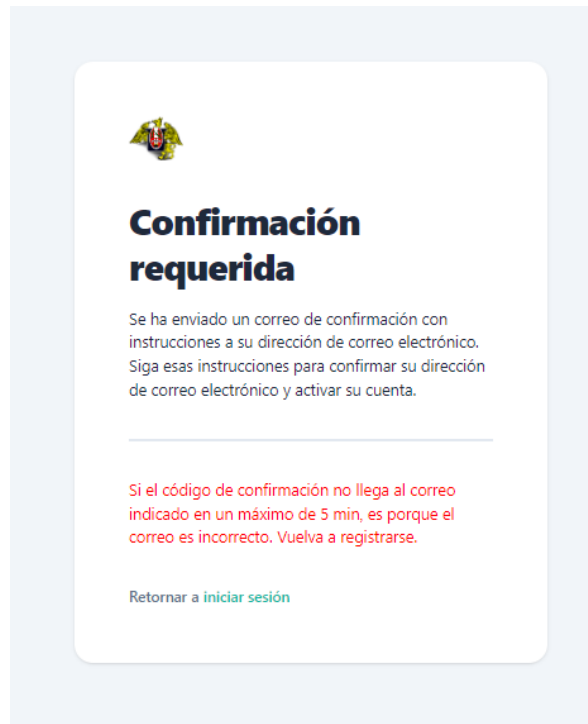 Confirmación
requerida
Se ha enviado un correo de confirmación con
instrucciones a su dirección de correo electrónico.
Siga esas instrucciones para confirmar su dirección
de correo electrónico y activar su cuenta.
Si el código de confirmación no llega al correo
indicado en un máximo de 5 min, es porque el
correo es incorrecto. Vuelva a registrarse.
Retornar a iniciar sesión